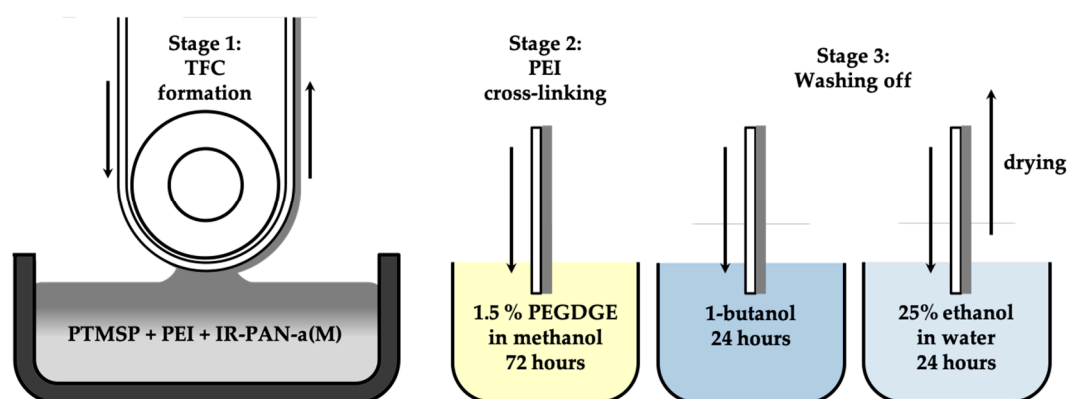 Stage 1:
TFC
formation
PTMSP + PEI + IR-PAN-a(M)
Stage 2:
PEI
cross-linking
1.5 % PEGDGE
in methanol
72 hours
Stage 3:
Washing off
1-butanol
24 hours
drying
25% ethanol
in water
24 hours